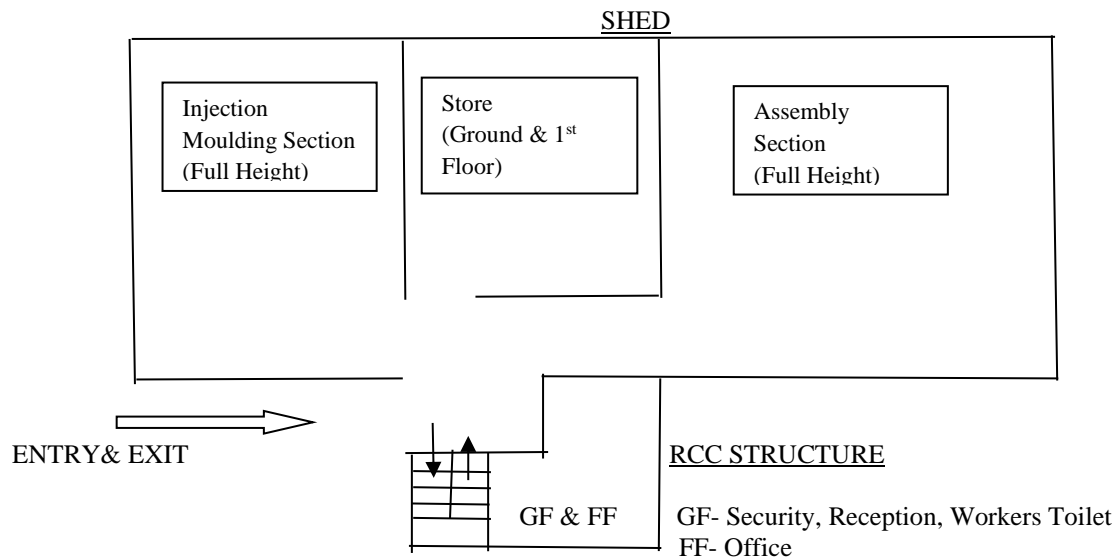 SHED
Injection
Moulding Section
(Full Height)
Store
(Ground & 1st
Floor)
Assembly
Section
(Full Height)
ENTRY& EXIT
RCC STRUCTURE
GF & FF
GF- Security, Reception, Workers Toilet
FF- Office